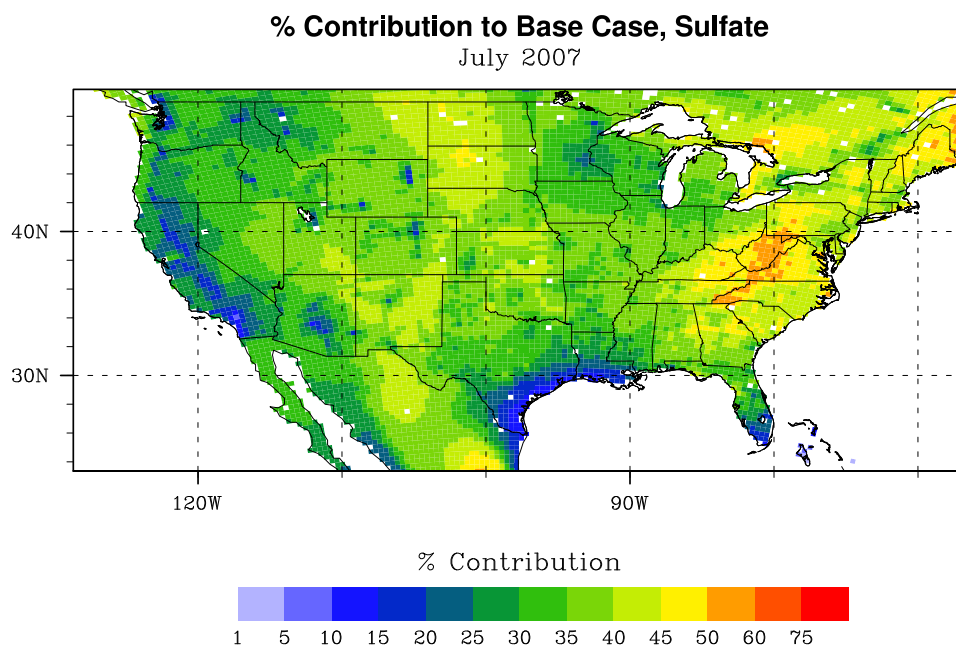 % Contribution to Base Case, Sulfate
July 2007
40N
30N
120W 90W
% Contribution
1 5 10 15 20 25 30 35 40 45 50 60 75